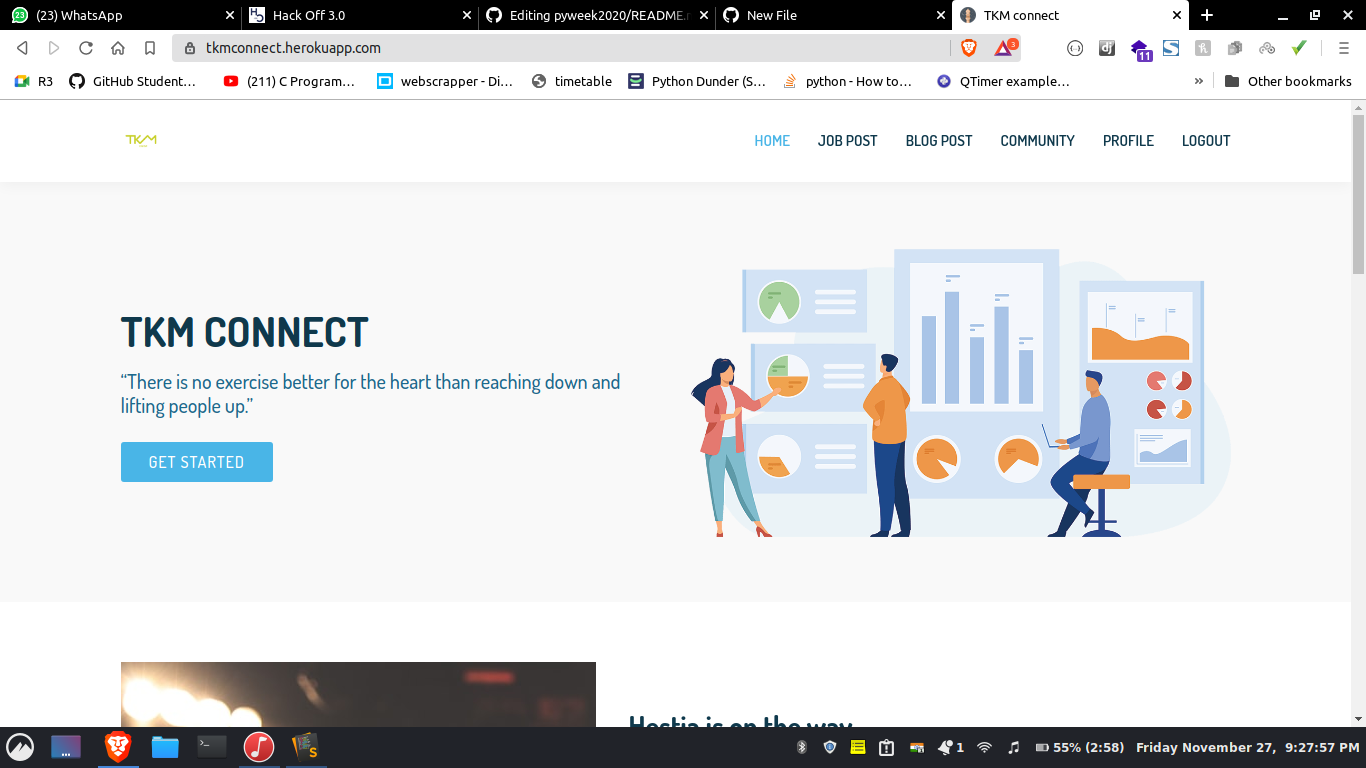 (23) WhatsApp
Hack Off 3.0
Editing pyweek2020/README.m
New File
TKM connect
tkmconnect.herokuapp.com
3
11
R3
GitHub Student…
(211) C Program…
webscrapper - Di…
timetable
Python Dunder (S…
python - How to…
QTimer example…
»
Other bookmarks
TKM
HOME
JOB POST
BLOG POST
COMMUNITY
PROFILE
LOGOUT
TKM CONNECT
“There is no exercise better for the heart than reaching down and
lifting people up.”
GET STARTED
Hestia is on the way
1
55% (2:58)
Friday November 27, 9:27:57 PM